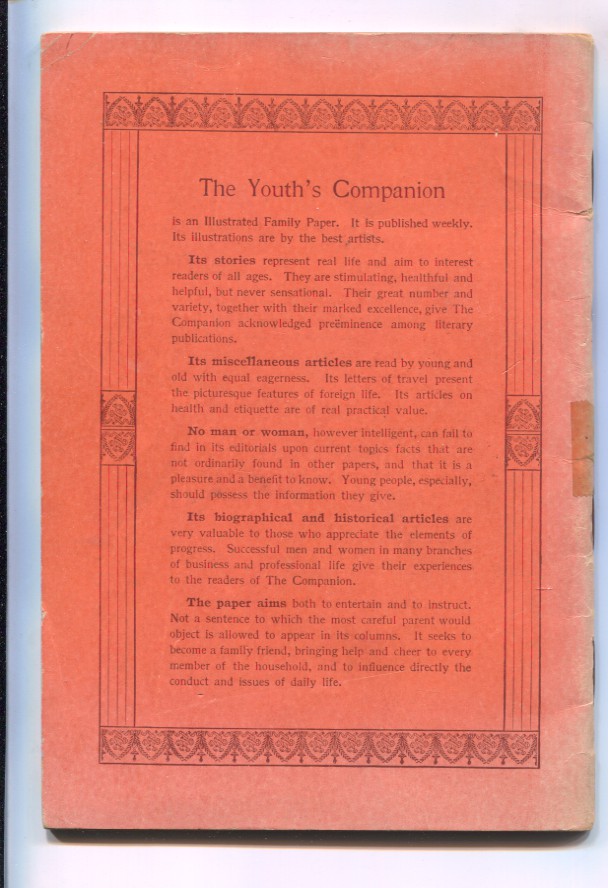 The Youth's Companion
is an Illustrated Family Paper. It is published weekly.
Its illustrations are by the best artists.
Its stories represent real life and aim to interest
readers of all ages. They are stimulating, healthful and
helpful, but never sensational. Their great number and
variety, together with their marked excellence, give The
Companion acknowledged preëminence among literary
publications.
Its miscellaneous articles are read by young and
old with equal eagerness. Its letters of travel present
the picturesque features of foreign life. Its articles on
health and etiquette are of real practical value.
No man or woman, however intelligent, can fail to
find in its editorials upon current topics facts that are
not ordinarily found in other papers, and that it is a
pleasure and a benefit to know. Young people, especially,
should possess the information they give.
Its biographical and historical articles are
very valuable to those who appreciate the elements of
progress. Successful men and women in many branches
of business and professional life give their experiences
to the readers of The Companion.
The paper aims both to entertain and to instruct.
Not a sentence to which the most careful parent would
object is allowed to appear in its columns. It seeks to
become a family friend, bringing help and cheer to every
member of the household, and to influence directly the
conduct and issues of daily life.